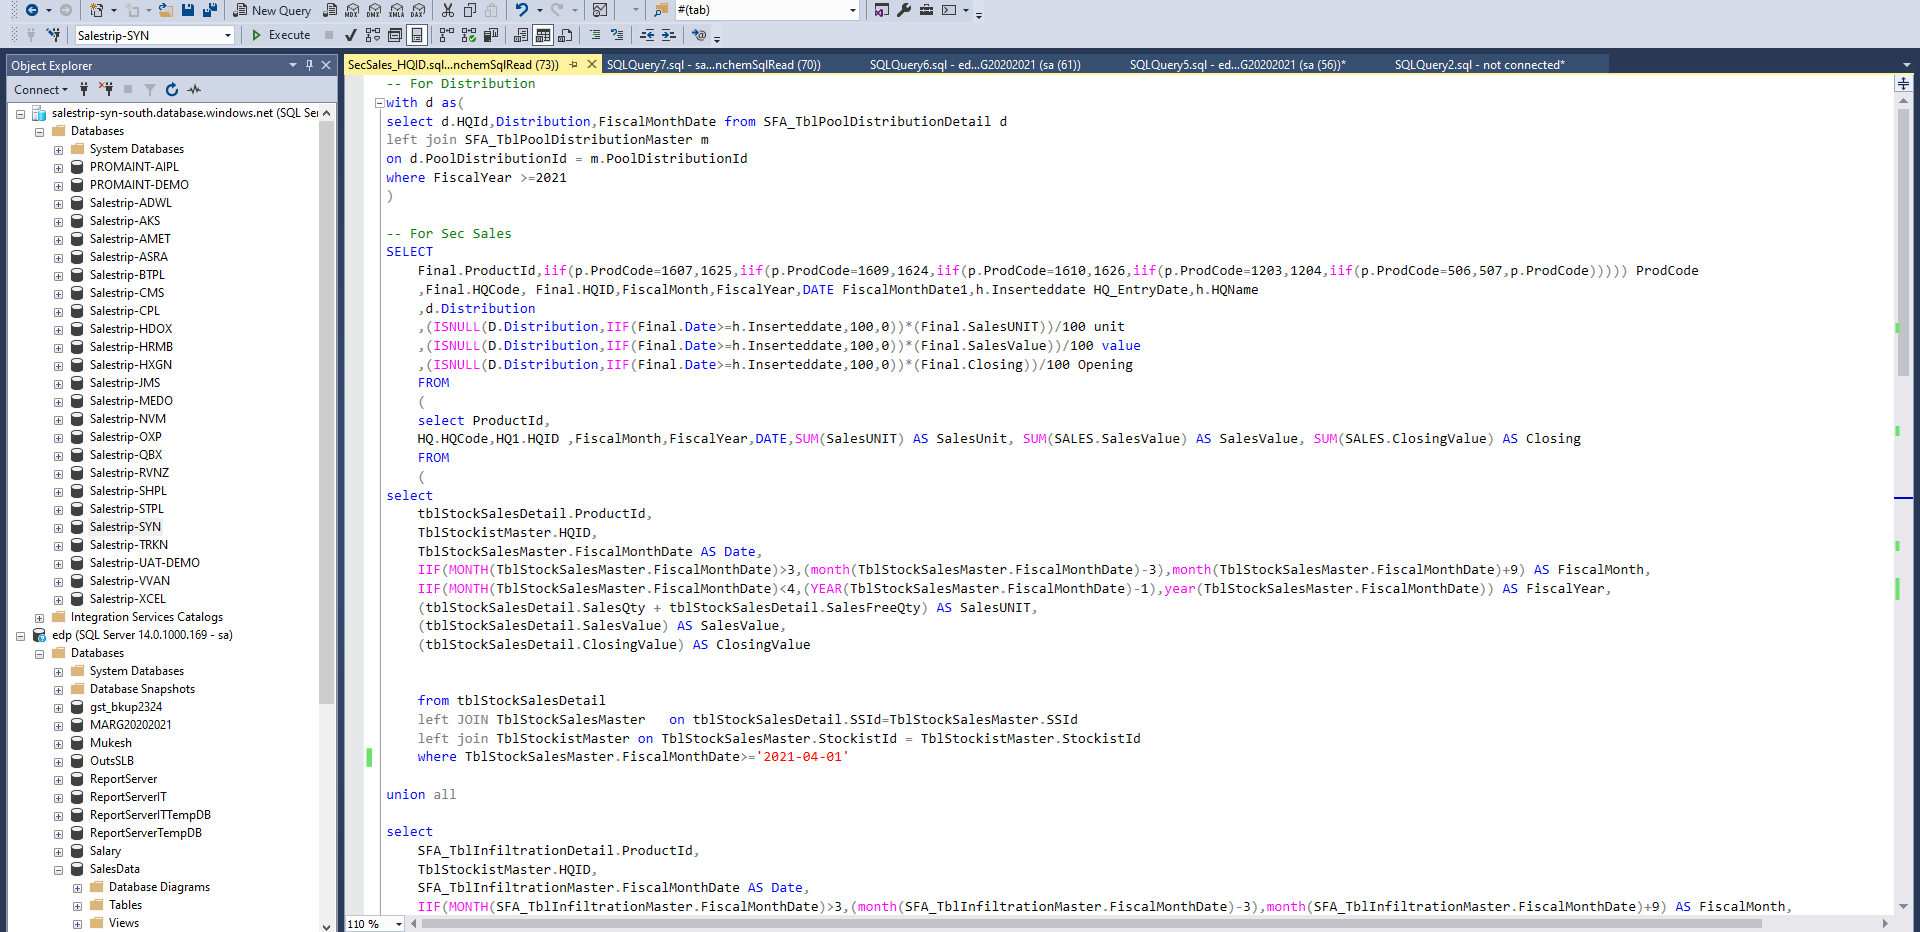 New Query
MDX
DMX
XMLA
DAX
#(tab)
Salestrip-SYN
Execute
Object Explorer
Connect
salestrip-syn-south.database.windows.net (SQL Ser
Databases
System Databases
PROMAINT-AIPL
PROMAINT-DEMO
Salestrip-ADWL
Salestrip-AKS
Salestrip-AMET
Salestrip-ASRA
Salestrip-BTPL
Salestrip-CMS
Salestrip-CPL
Salestrip-HDOX
Salestrip-HRMB
Salestrip-HXGN
Salestrip-JMS
Salestrip-MEDO
Salestrip-NVM
Salestrip-OXP
Salestrip-QBX
Salestrip-RVNZ
Salestrip-SHPL
Salestrip-STPL
Salestrip-SYN
Salestrip-TRKN
Salestrip-UAT-DEMO
Salestrip-VVAN
Salestrip-XCEL
Integration Services Catalogs
edp (SQL Server 14.0.1000.169 - sa)
Databases
System Databases
Database Snapshots
gst_bkup2324
MARG20202021
Mukesh
OutsSLB
ReportServer
ReportServerIT
ReportServerITTempDB
ReportServerTempDB
Salary
SalesData
Database Diagrams
Tables
Views
SecSales_HQID.sql...nchemSqlRead (73))
SQLQuery7.sql - sa...nchemSqlRead (70))
SQLQuery6.sql - ed...G20202021 (sa (61))
SQLQuery5.sql - ed...G20202021 (sa (56))*
SQLQuery2.sql - not connected*
-- For Distribution
with d as(
select d.HQId,Distribution,FiscalMonthDate from SFA_TblPoolDistributionDetail d
left join SFA_TblPoolDistributionMaster m
on d.PoolDistributionId = m.PoolDistributionId
where FiscalYear >=2021
)
-- For Sec Sales
SELECT
Final.ProductId,iif(p.ProdCode=1607,1625,iif(p.ProdCode=1609,1624,iif(p.ProdCode=1610,1626,iif(p.ProdCode=1203,1204,iif(p.ProdCode=506,507,p.ProdCode))))) ProdCode
,Final.HQCode, Final.HQID,FiscalMonth,FiscalYear,DATE FiscalMonthDate1,h.Inserteddate HQ_EntryDate,h.HQName
,d.Distribution
,(ISNULL(D.Distribution,IIF(Final.Date>=h.Inserteddate,100,0))*(Final.SalesUNIT))/100 unit
,(ISNULL(D.Distribution,IIF(Final.Date>=h.Inserteddate,100,0))*(Final.SalesValue))/100 value
,(ISNULL(D.Distribution,IIF(Final.Date>=h.Inserteddate,100,0))*(Final.Closing))/100 Opening
FROM
(
select ProductId,
HQ.HQCode,HQ1.HQID ,FiscalMonth,FiscalYear,DATE,SUM(SalesUNIT) AS SalesUnit, SUM(SALES.SalesValue) AS SalesValue, SUM(SALES.ClosingValue) AS Closing
FROM
(
select
tblStockSalesDetail.ProductId,
TblStockistMaster.HQID,
TblStockSalesMaster.FiscalMonthDate AS Date,
IIF(MONTH(TblStockSalesMaster.FiscalMonthDate)>3,(month(TblStockSalesMaster.FiscalMonthDate)-3),month(TblStockSalesMaster.FiscalMonthDate)+9) AS FiscalMonth,
IIF(MONTH(TblStockSalesMaster.FiscalMonthDate)<4,(YEAR(TblStockSalesMaster.FiscalMonthDate)-1),year(TblStockSalesMaster.FiscalMonthDate)) AS FiscalYear,
(tblStockSalesDetail.SalesQty + tblStockSalesDetail.SalesFreeQty) AS SalesUNIT,
(tblStockSalesDetail.SalesValue) AS SalesValue,
(tblStockSalesDetail.ClosingValue) AS ClosingValue
from tblStockSalesDetail
left JOIN TblStockSalesMaster on tblStockSalesDetail.SSId=TblStockSalesMaster.SSId
left join TblStockistMaster on TblStockSalesMaster.StockistId = TblStockistMaster.StockistId
where TblStockSalesMaster.FiscalMonthDate>='2021-04-01'
union all
select
SFA_TblInfiltrationDetail.ProductId,
TblStockistMaster.HQID,
SFA_TblInfiltrationMaster.FiscalMonthDate AS Date,
IIF(MONTH(SFA_TblInfiltrationMaster.FiscalMonthDate)>3,(month(SFA_TblInfiltrationMaster.FiscalMonthDate)-3),month(SFA_TblInfiltrationMaster.FiscalMonthDate)+9) AS FiscalMonth,
110 %